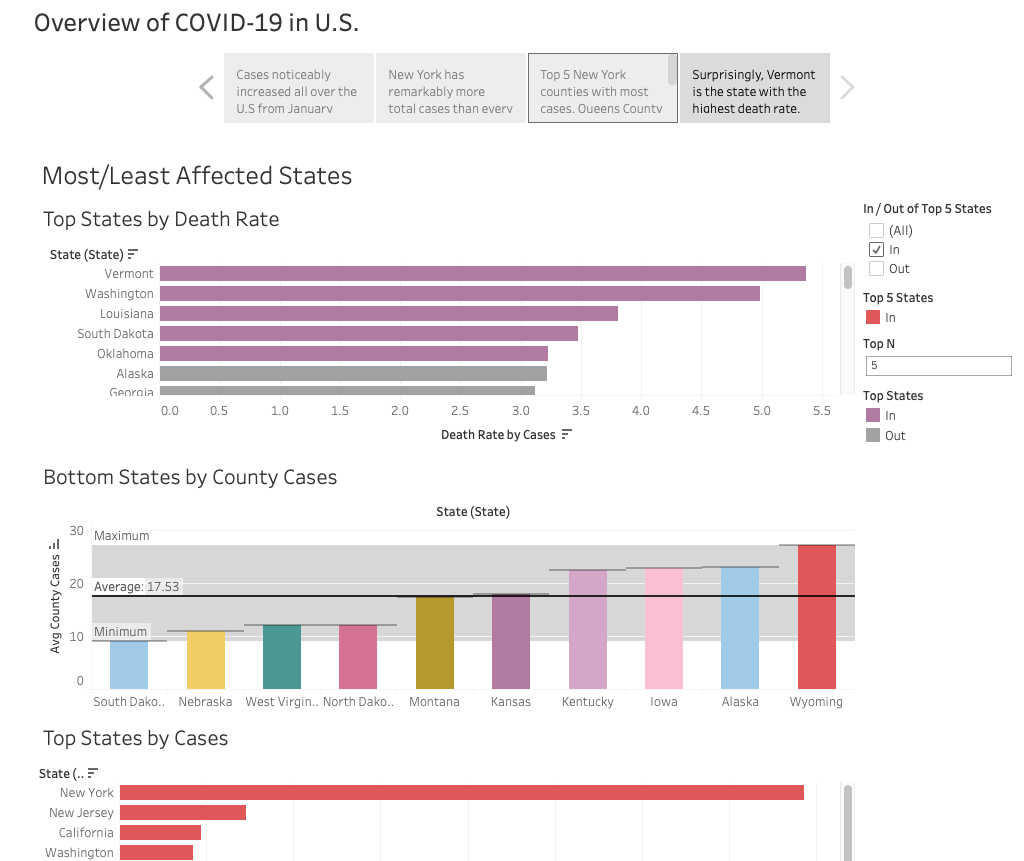 Overview of COVID-19 in U.S.
Cases noticeably
increased all over the
U.S from January
New York has
remarkably more
total cases than every
Top 5 New York
counties with most
cases. Queens County
Surprisingly, Vermont
is the state with the
highest death rate.
Most/Least Affected States
Top States by Death Rate
State (State)
Vermont
Washington
Louisiana
South Dakota
Oklahoma
Alaska
Georgia
0.0 0.5 1.0 1.5 2.0 2.5 3.0 3.5 4.0 4.5 5.0 5.5
Death Rate by Cases
In / Out of Top 5 States
(All)
In
Out
Top 5 States
In
Top N
5
Top States
In
Out
Bottom States by County Cases
State (State)
Avg County Cases
30
20
10
0
Maximum
Average: 17.53
Minimum
South Dako.. Nebraska West Virgin.. North Dako.. Montana Kansas Kentucky Iowa Alaska Wyoming
Top States by Cases
State (..
New York
New Jersey
California
Washington